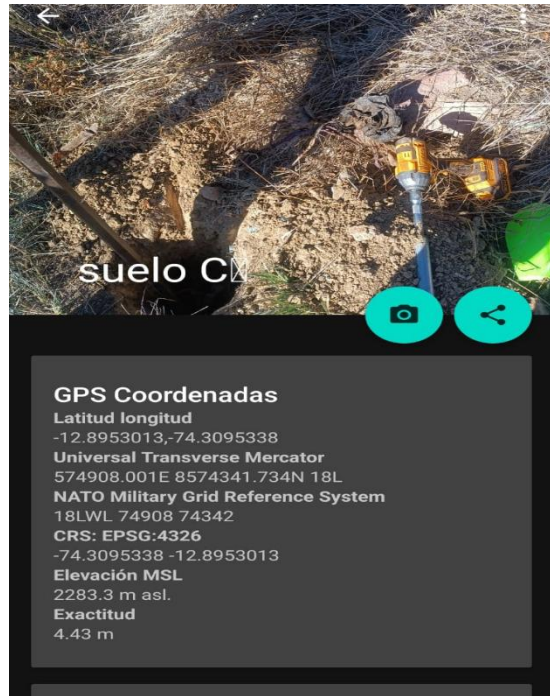 suelo C
GPS Coordenadas
Latitud longitud
-12.8953013,-74.3095338
Universal Transverse Mercator
574908.001E 8574341.734N 18L
NATO Military Grid Reference System
18LWL 74908 74342
CRS: EPSG:4326
-74.3095338 -12.8953013
Elevación MSL
2283.3 m asl.
Exactitud
4.43 m